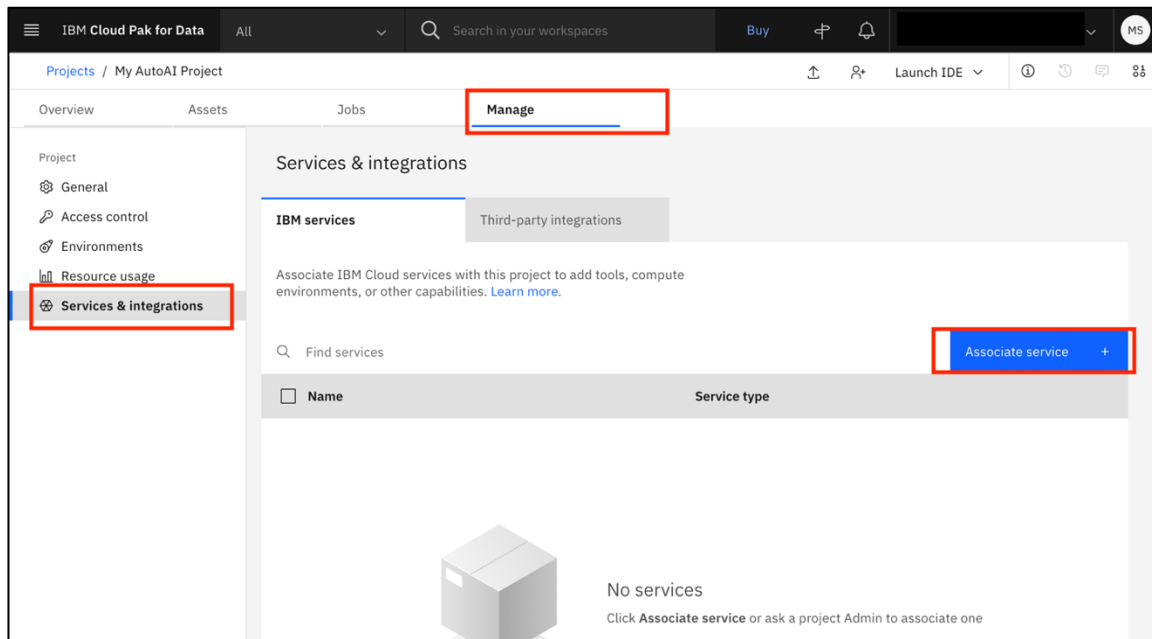 IBM Cloud Pak for Data
All
Search in your workspaces
Buy
MS
Projects / My AutoAI Project
Launch IDE
Overview
Assets
Jobs
Manage
Project
General
Access control
Environments
Resource usage
Services & integrations
Services & integrations
IBM services
Third-party integrations
Associate IBM Cloud services with this project to add tools, compute
environments, or other capabilities. Learn more.
Find services
Associate service +
Name
Service type
No services
Click Associate service or ask a project Admin to associate one